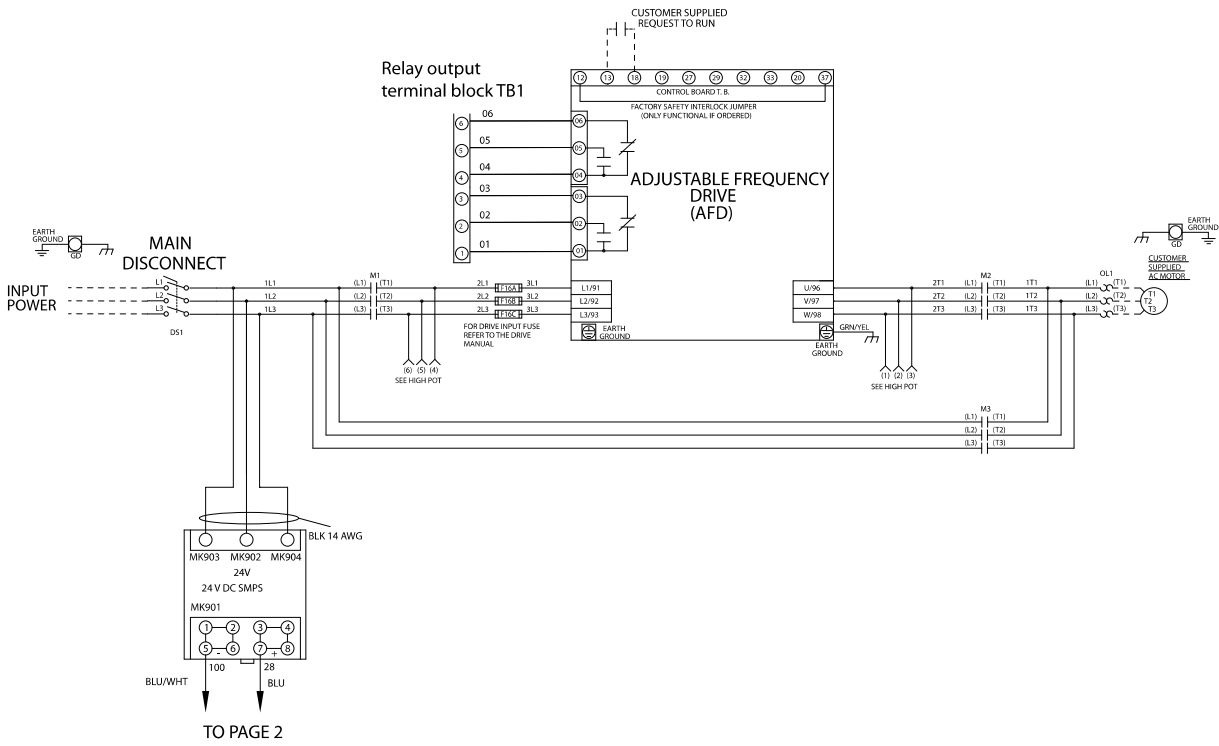 CUSTOMER SUPPLIED
REQUEST TO RUN
Relay output
terminal block TB1
12 13 18 19 27 29 32 33 20 37
CONTROL BOARD T. B.
FACTORY SAFETY INTERLOCK JUMPER
(ONLY FUNCTIONAL IF ORDERED)
6 06 06
5 05 05
4 04 04
3 03 03
2 02 02
1 01 01
ADJUSTABLE FREQUENCY
DRIVE
(AFD)
EARTH
GROUND
GD
MAIN
DISCONNECT
INPUT
POWER
L1
L2
L3
DS1
1L1
1L2
1L3
M1
(L1) (T1)
(L2) (T2)
(L3) (T3)
2L1 F16A 3L1
2L2 F16B 3L2
2L3 F16C 3L3
FOR DRIVE INPUT FUSE
REFER TO THE DRIVE
MANUAL
(6) (5) (4)
SEE HIGH POT
L1/91
L2/92
L3/93
EARTH
GROUND
U/96
V/97
W/98
EARTH
GROUND
GRN/YEL
2T1
2T2
2T3
(1) (2) (3)
SEE HIGH POT
M2
(L1) (T1)
(L2) (T2)
(L3) (T3)
1T1
1T2
1T3
OL1
(L1) (T1)
(L2) (T2)
(L3) (T3)
T1
T2
T3
EARTH
GROUND
GD
CUSTOMER
SUPPLIED
AC MOTOR
M3
(L1) (T1)
(L2) (T2)
(L3) (T3)
BLK 14 AWG
MK903 MK902 MK904
24V
24 V DC SMPS
MK901
1 2 3 4
5 - 6 7 + 8
100 28
BLU/WHT BLU
TO PAGE 2